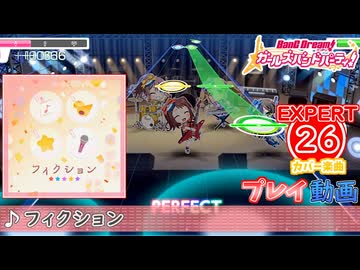 BanG Dream!
ガールズバンドパーティ!
EXPERT
26
カバー楽曲
プレイ動画
フィクション
PERFECT
♪フィクション